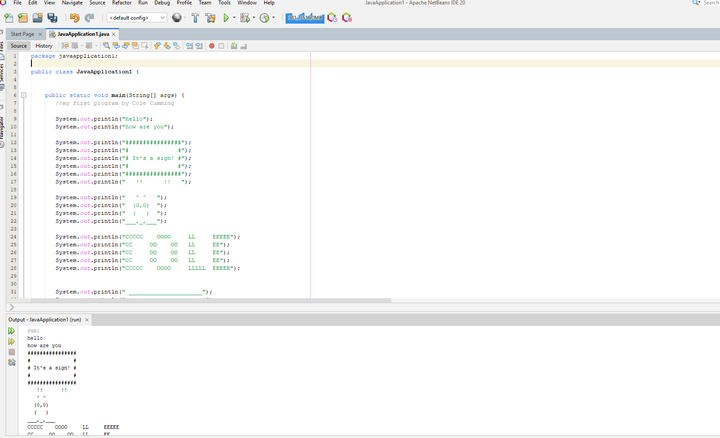 File Edit View Navigate Source Refactor Run Debug Profile Team Tools Window Help JavaApplication1 - Apache NetBeans IDE 20 Search
<default config>
Start Page JavaApplication1.java
Source History
Services
Navigator
1 package javaapplication1;
2
3 public class JavaApplication1 {
4
5
6 public static void main(String[] args) {
7 //my first program by Cole Cumming
8
9 System.out.println("hello");
10 System.out.println("how are you");
11
12 System.out.println("################");
13 System.out.println("#              #");
14 System.out.println("# It's a sign! #");
15 System.out.println("#              #");
16 System.out.println("################");
17 System.out.println("   !!      !!   ");
18
19 System.out.println("   ^ ^   ");
20 System.out.println("  (0,0)  ");
21 System.out.println("  (   )  ");
22 System.out.println("___,_,___");
23
24 System.out.println("CCCCC    OOOO     LL     EEEEE");
25 System.out.println("CC     OO    OO   LL     EE");
26 System.out.println("CC     OO    OO   LL     EE");
27 System.out.println("CC     OO    OO   LL     EE");
28 System.out.println("CCCCC    OOOO     LLLLL  EEEEE");
29
30
31 System.out.println(" _____________________");
Output - JavaApplication1 (run)
run:
hello
how are you
################
#              #
# It's a sign! #
#              #
################
   !!      !!
   ^ ^
  (0,0)
  (   )
___,_,___
CCCCC    OOOO     LL     EEEEE
CC     OO    OO   LL     EE